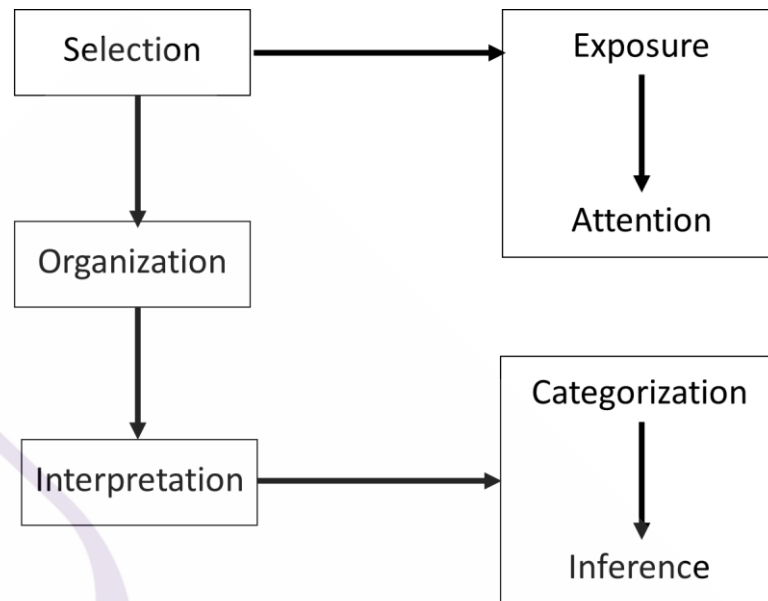 Selection
Exposure
Attention
Organization
Categorization
Interpretation
Inference